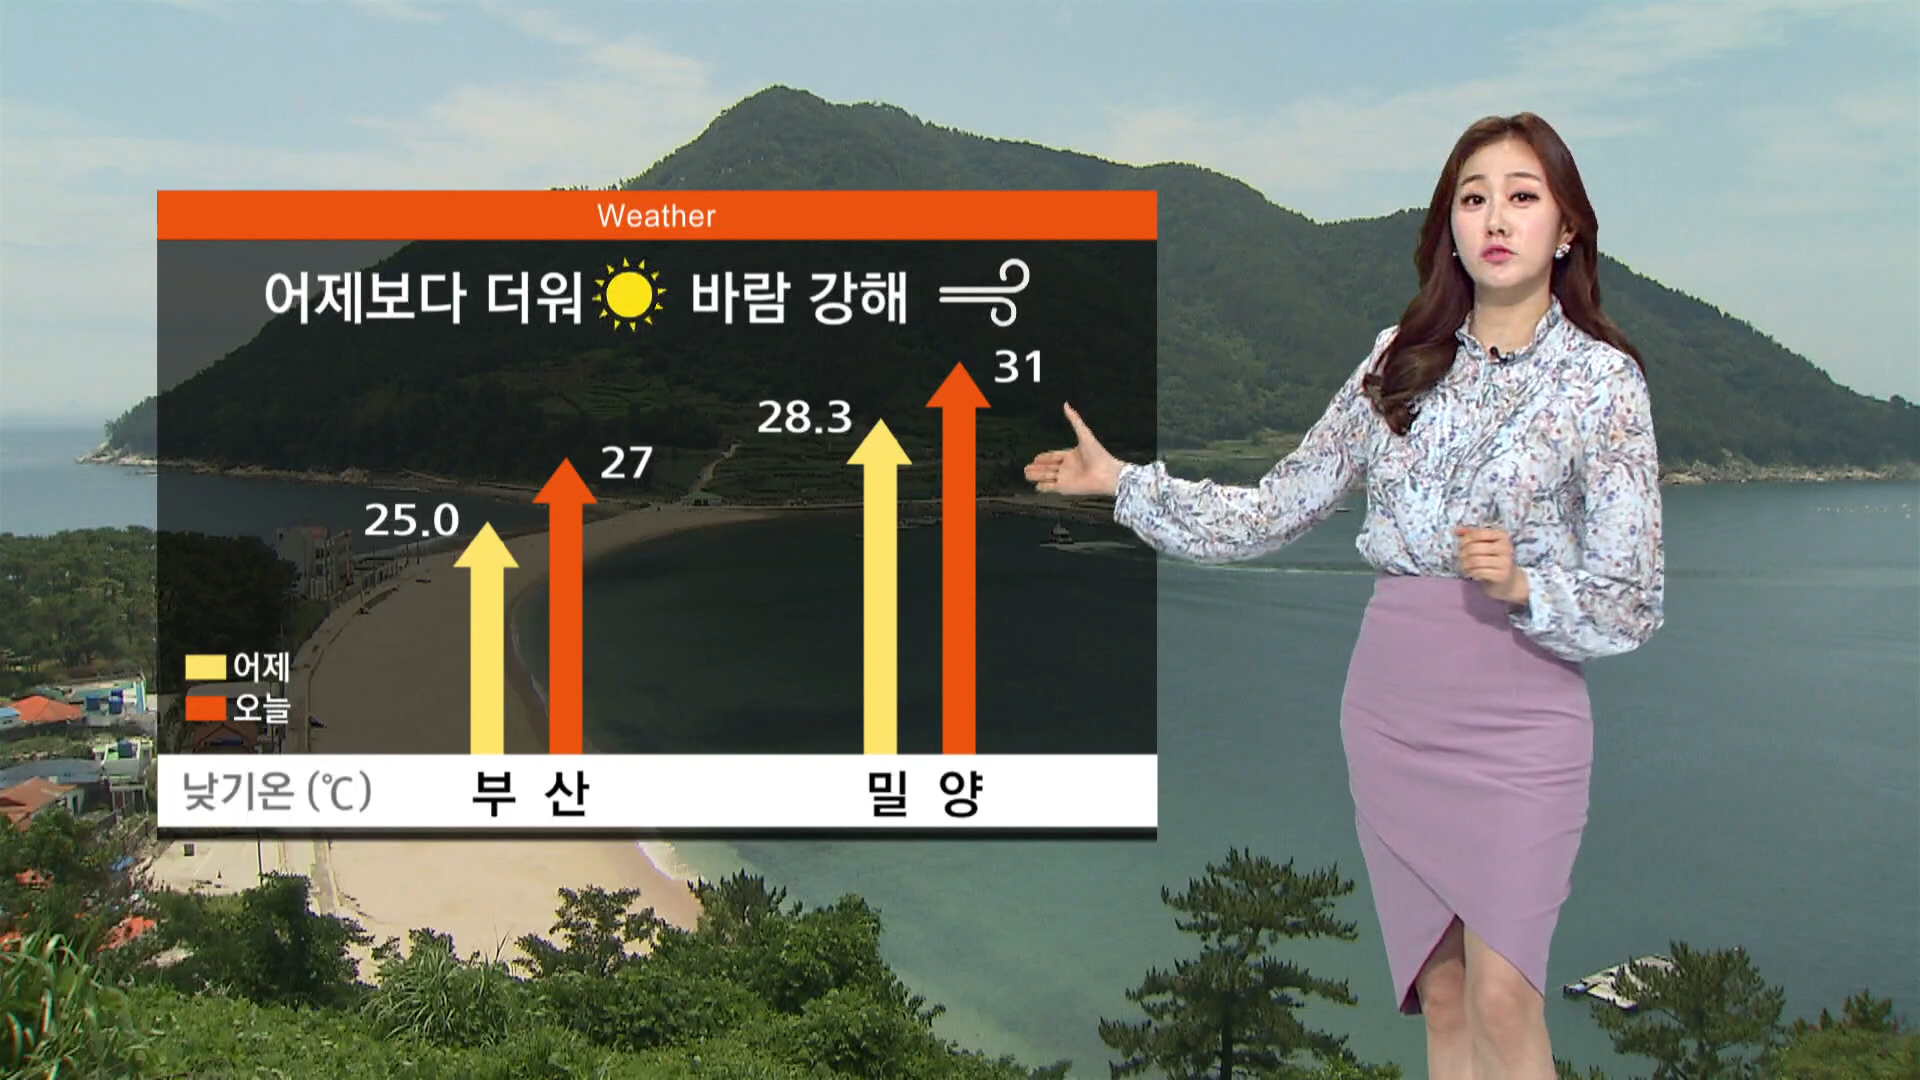 Weather
어제보다 더워 바람 강해
31
28.3
27
25.0
어제
오늘
낮기온 (℃) 부 산 밀 양